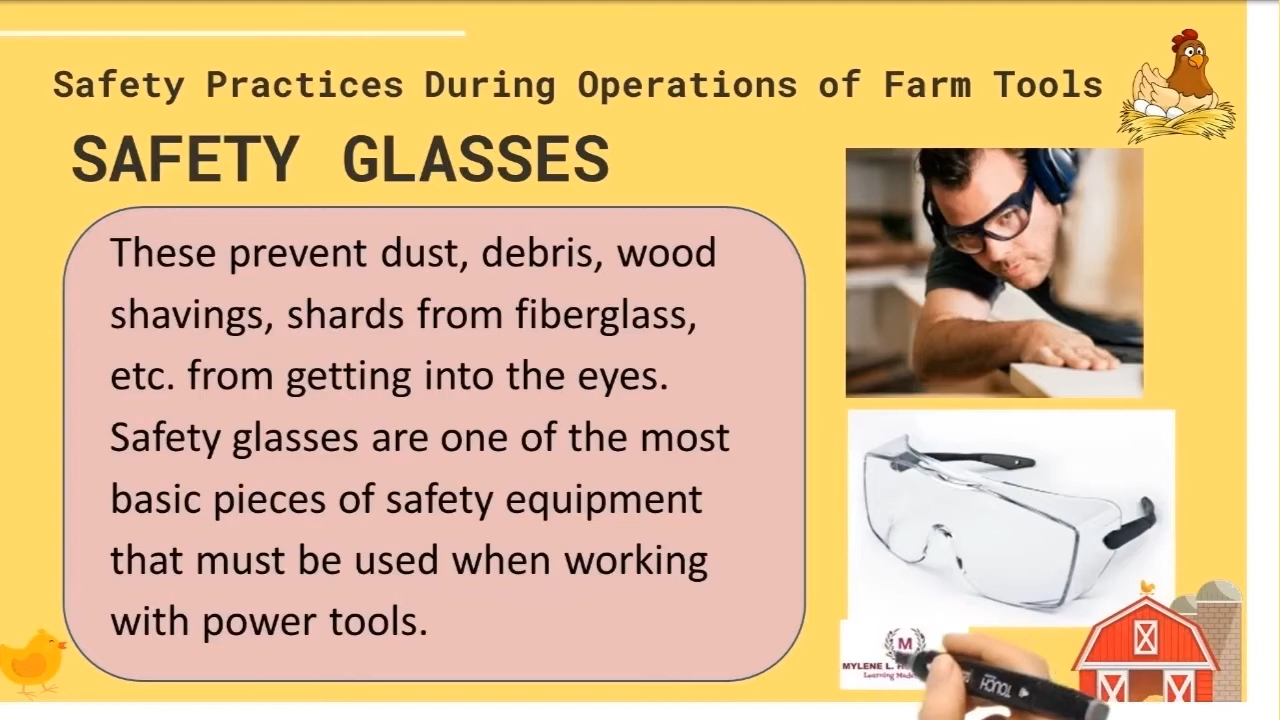 Safety Practices During Operations of Farm Tools
SAFETY GLASSES
These prevent dust, debris, wood
shavings, shards from fiberglass,
etc. from getting into the eyes.
Safety glasses are one of the most
basic pieces of safety equipment
that must be used when working
with power tools.
M
MYLENE L.
Learning
TOUCH